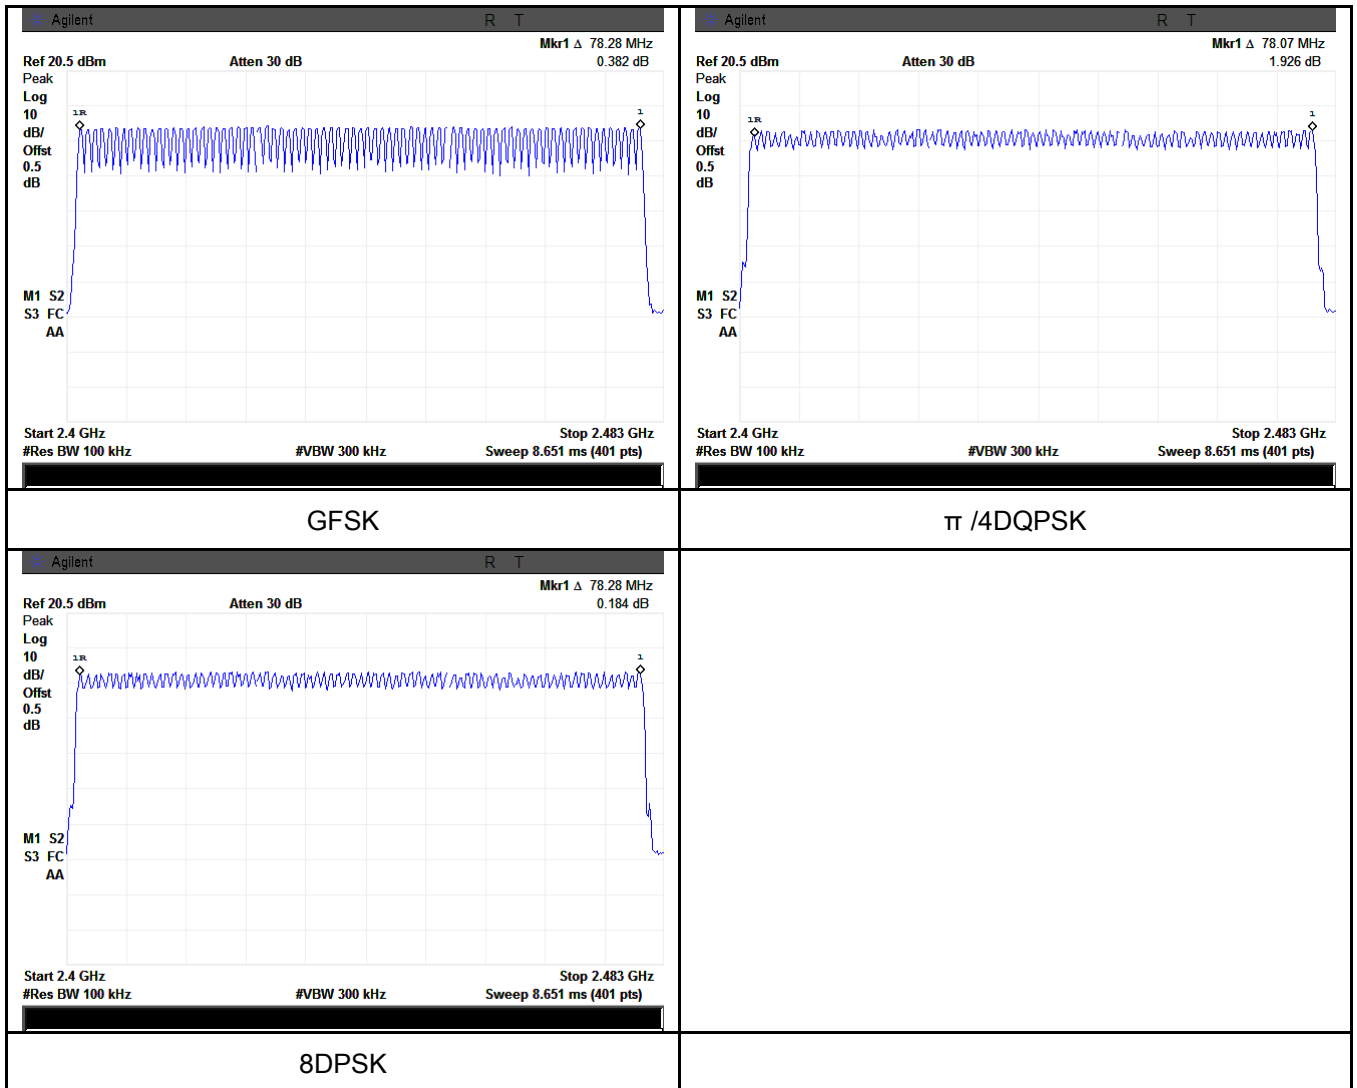 Agilent R T
Mkr1 Δ 78.28 MHz
Ref 20.5 dBm Atten 30 dB 0.382 dB
Peak
Log
10
dB/
Offst
0.5
dB
1R 1
M1 S2
S3 FC
AA
Start 2.4 GHz Stop 2.483 GHz
#Res BW 100 kHz #VBW 300 kHz Sweep 8.651 ms (401 pts)
GFSK
Agilent R T
Mkr1 Δ 78.07 MHz
Ref 20.5 dBm Atten 30 dB 1.926 dB
Peak
Log
10
dB/
Offst
0.5
dB
1R 1
M1 S2
S3 FC
AA
Start 2.4 GHz Stop 2.483 GHz
#Res BW 100 kHz #VBW 300 kHz Sweep 8.651 ms (401 pts)
π /4DQPSK
Agilent R T
Mkr1 Δ 78.28 MHz
Ref 20.5 dBm Atten 30 dB 0.184 dB
Peak
Log
10
dB/
Offst
0.5
dB
1R 1
M1 S2
S3 FC
AA
Start 2.4 GHz Stop 2.483 GHz
#Res BW 100 kHz #VBW 300 kHz Sweep 8.651 ms (401 pts)
8DPSK